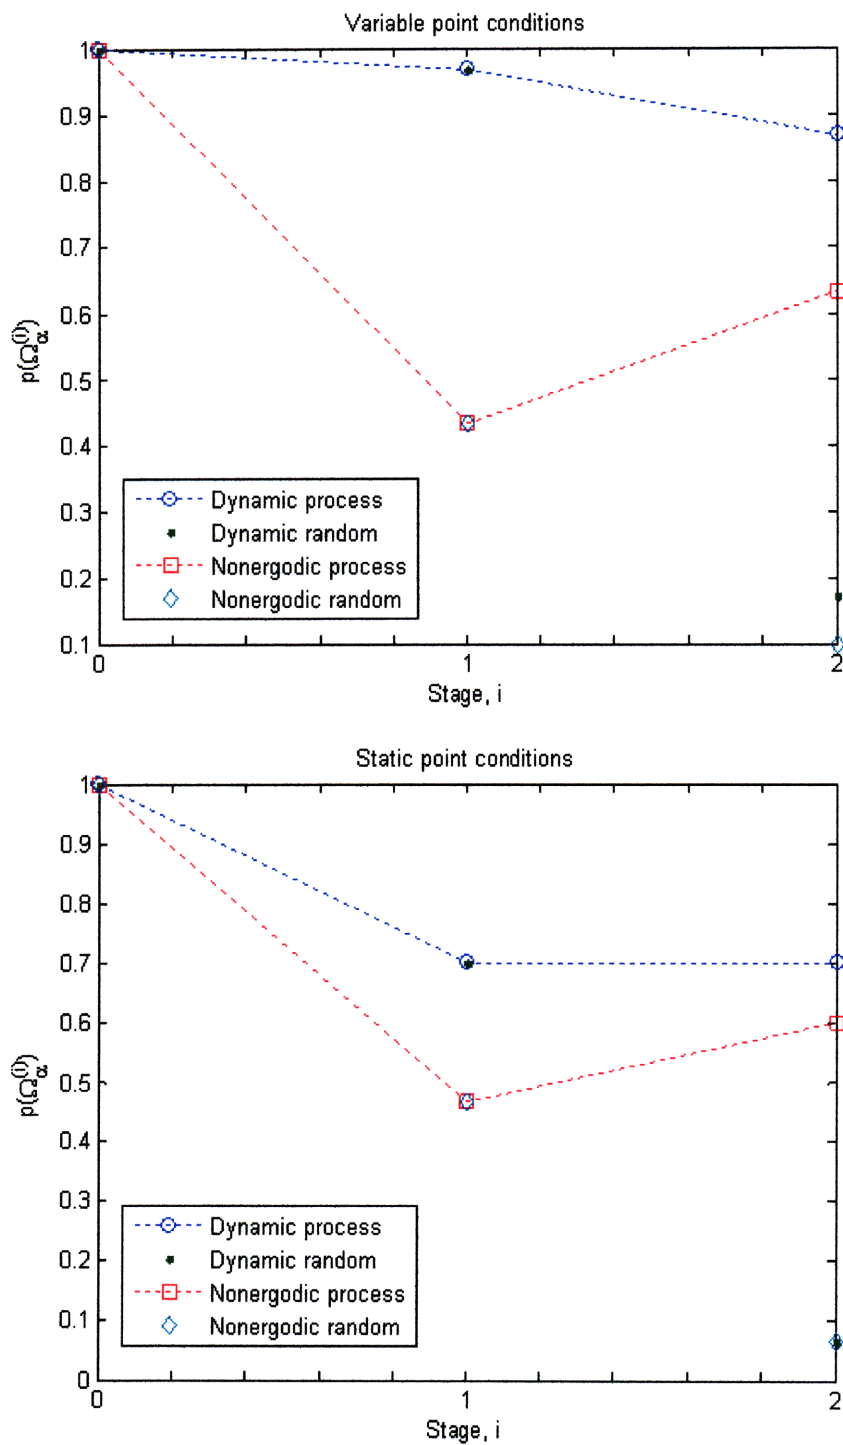 Variable point conditions
1
0.9
0.8
0.7
0.6
0.5
0.4
0.3
0.2
0.1
p(Ω_α^(i))
Dynamic process
Dynamic random
Nonergodic process
Nonergodic random
0 1 2
Stage, i
Static point conditions
1
0.9
0.8
0.7
0.6
0.5
0.4
0.3
0.2
0.1
0
p(Ω_α^(i))
Dynamic process
Dynamic random
Nonergodic process
Nonergodic random
0 1 2
Stage, i